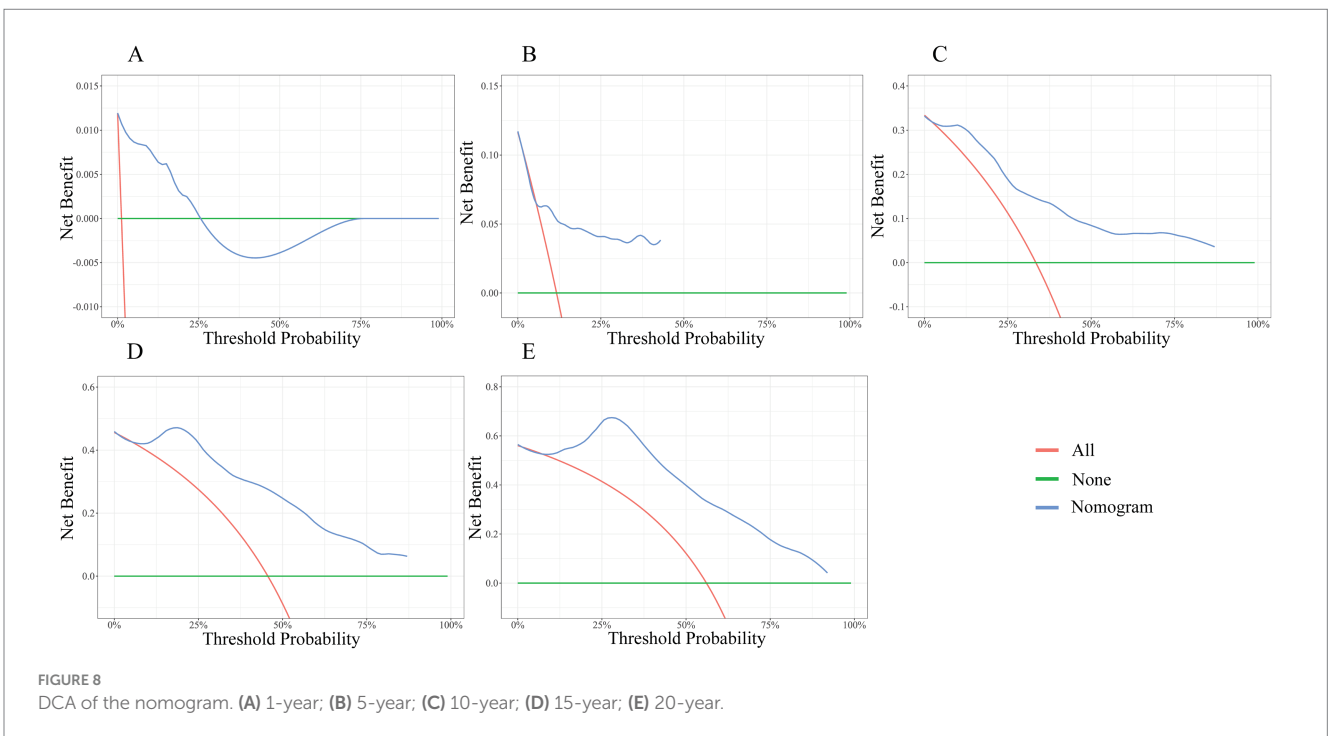 A
B
C
0.015
0.010
0.005
0.000
-0.005
-0.010
Net Benefit
0%
25%
50%
75%
100%
Threshold Probability
0.15
0.10
0.05
0.00
Net Benefit
0%
25%
50%
75%
100%
Threshold Probability
0.4
0.3
0.2
0.1
0.0
-0.1
Net Benefit
0%
25%
50%
75%
100%
Threshold Probability
D
E
0.6
0.4
0.2
0.0
Net Benefit
0%
25%
50%
75%
100%
Threshold Probability
0.8
0.6
0.4
0.2
0.0
Net Benefit
0%
25%
50%
75%
100%
Threshold Probability
All
None
Nomogram
FIGURE 8
DCA of the nomogram. (A) 1-year; (B) 5-year; (C) 10-year; (D) 15-year; (E) 20-year.